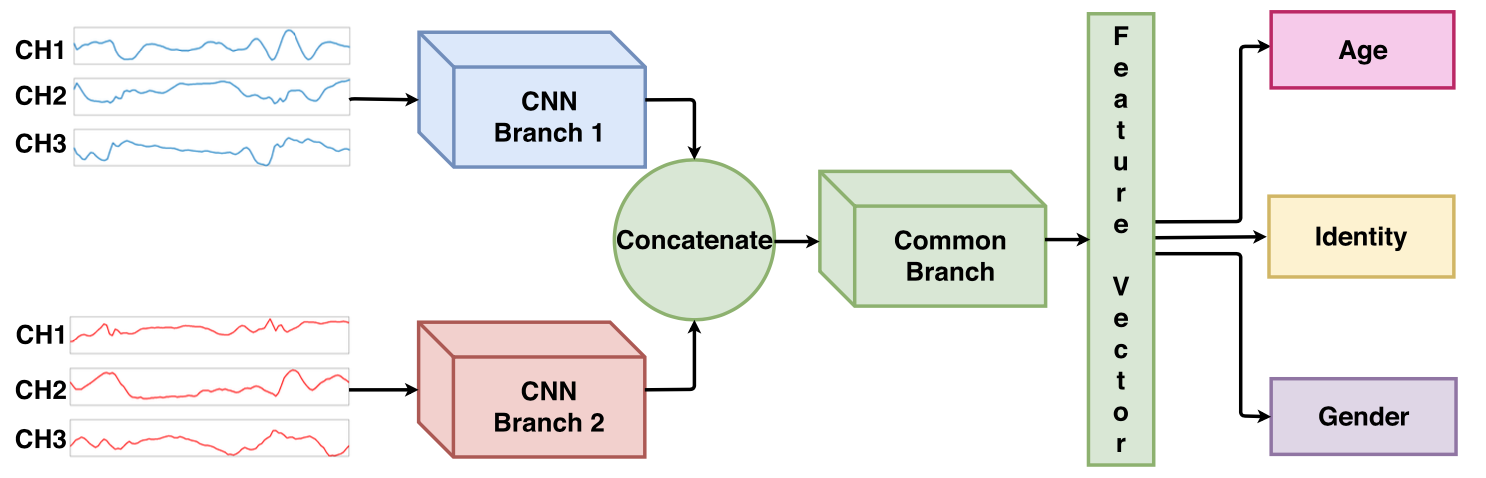 CH1
CH2
CH3
CNN
Branch 1
Concatenate
CH1
CH2
CH3
CNN
Branch 2
Common
Branch
Feature Vector
Age
Identity
Gender